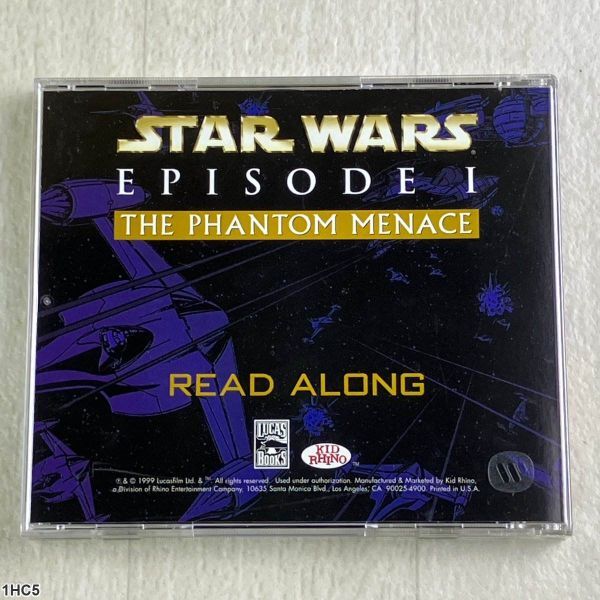 STAR WARS
EPISODE I
THE PHANTOM MENACE
READ ALONG
LUCAS
BOOKS
KID
RHINO™
® & © 1999 Lucasfilm Ltd. & ™. All rights reserved. Used under authorization. Manufactured & Marketed by Kid Rhino,
a Division of Rhino Entertainment Company, 10635 Santa Monica Blvd., Los Angeles, CA 90025-4900. Printed in U.S.A.
1HC5